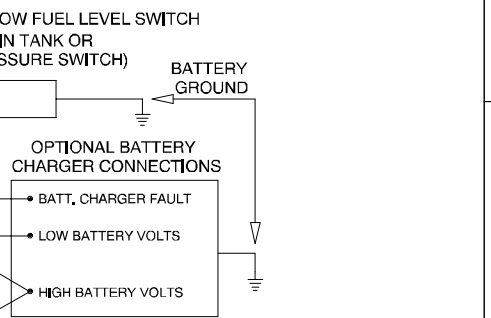 OW FUEL LEVEL SWITCH
IN TANK OR
SSURE SWITCH)
BATTERY
GROUND
OPTIONAL BATTERY
CHARGER CONNECTIONS
BATT. CHARGER FAULT
LOW BATTERY VOLTS
HIGH BATTERY VOLTS